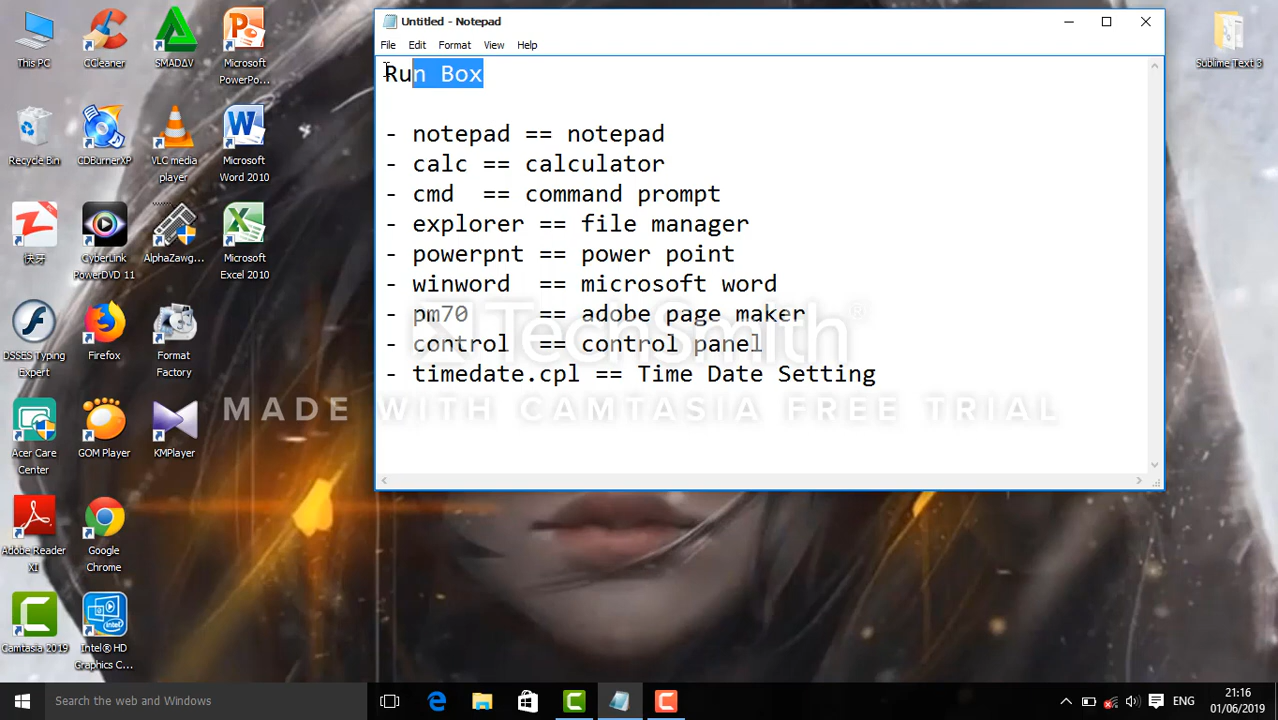 Untitled - Notepad
File Edit Format View Help
Run Box
- notepad == notepad
- calc == calculator
- cmd == command prompt
- explorer == file manager
- powerpnt == power point
- winword == microsoft word
- pm70 == adobe page maker
- control == control panel
- timedate.cpl == Time Date Setting
TechSmith®
MADE WITH CAMTASIA FREE TRIAL
This PC
CCleaner
SMADΔV
Microsoft
PowerPo...
Recycle Bin
CDBurnerXP
VLC media
player
Microsoft
Word 2010
快牙
CyberLink
PowerDVD 11
AlphaZawg...
Microsoft
Excel 2010
DSSES Typing
Expert
Firefox
Format
Factory
Acer Care
Center
GOM Player
KMPlayer
Adobe Reader
XI
Google
Chrome
Camtasia 2019
Intel® HD
Graphics C...
Sublime Text 3
Search the web and Windows
ENG
21:16
01/06/2019